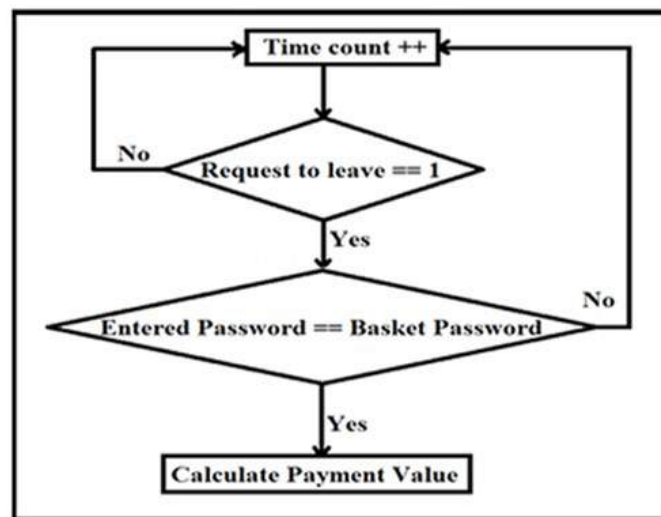 Time count ++
No
Request to leave == 1
Yes
No
Entered Password == Basket Password
Yes
Calculate Payment Value